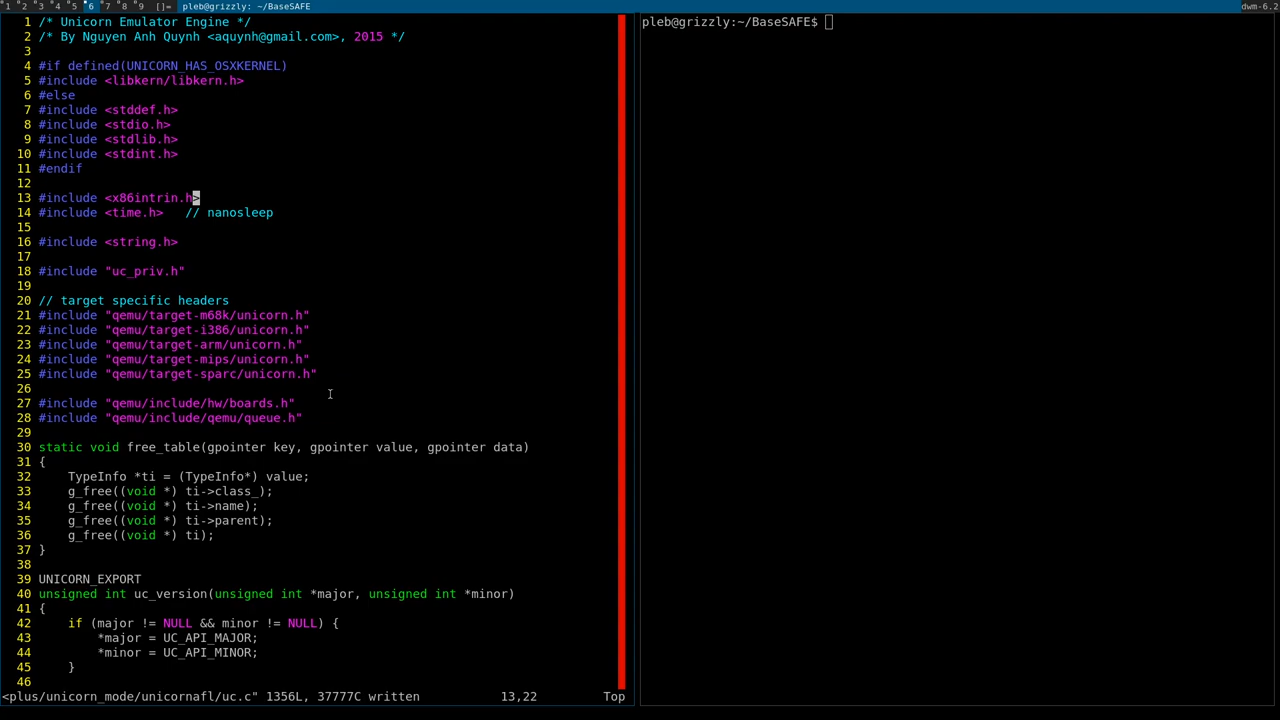 1 2 3 4 5 6 7 8 9 []= pleb@grizzly: ~/BaseSAFE dwm-6.2
1 /* Unicorn Emulator Engine */
2 /* By Nguyen Anh Quynh <aquynh@gmail.com>, 2015 */
3
4 #if defined(UNICORN_HAS_OSXKERNEL)
5 #include <libkern/libkern.h>
6 #else
7 #include <stddef.h>
8 #include <stdio.h>
9 #include <stdlib.h>
10 #include <stdint.h>
11 #endif
12
13 #include <x86intrin.h>
14 #include <time.h>   // nanosleep
15
16 #include <string.h>
17
18 #include "uc_priv.h"
19
20 // target specific headers
21 #include "qemu/target-m68k/unicorn.h"
22 #include "qemu/target-i386/unicorn.h"
23 #include "qemu/target-arm/unicorn.h"
24 #include "qemu/target-mips/unicorn.h"
25 #include "qemu/target-sparc/unicorn.h"
26
27 #include "qemu/include/hw/boards.h"
28 #include "qemu/include/qemu/queue.h"
29
30 static void free_table(gpointer key, gpointer value, gpointer data)
31 {
32     TypeInfo *ti = (TypeInfo*) value;
33     g_free((void *) ti->class_);
34     g_free((void *) ti->name);
35     g_free((void *) ti->parent);
36     g_free((void *) ti);
37 }
38
39 UNICORN_EXPORT
40 unsigned int uc_version(unsigned int *major, unsigned int *minor)
41 {
42     if (major != NULL && minor != NULL) {
43         *major = UC_API_MAJOR;
44         *minor = UC_API_MINOR;
45     }
46
<plus/unicorn_mode/unicornafl/uc.c" 1356L, 37777C written 13,22 Top
pleb@grizzly:~/BaseSAFE$